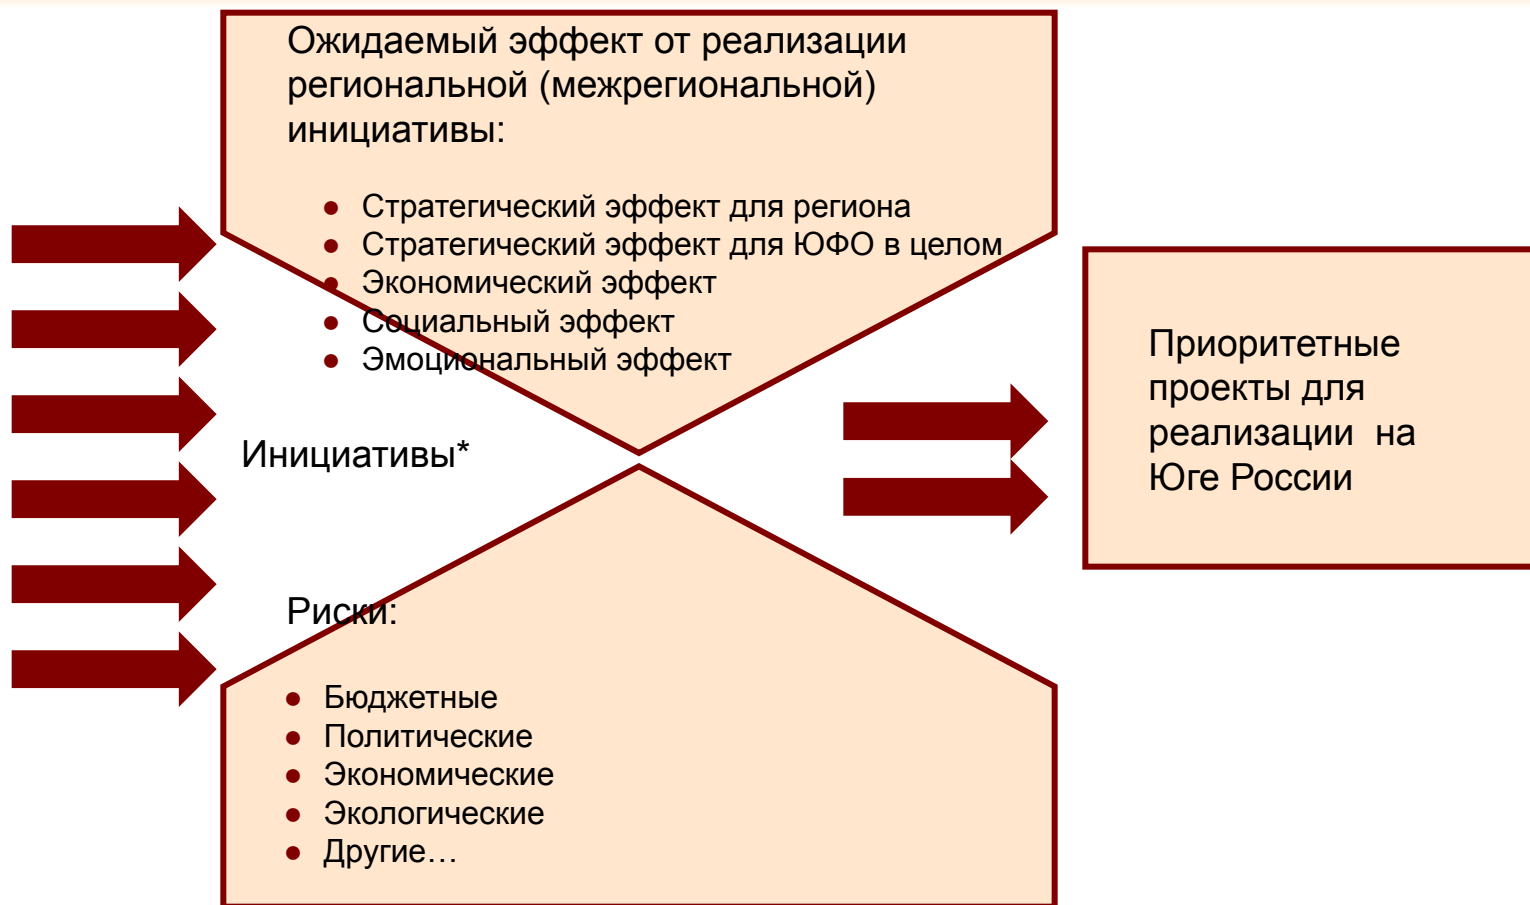 Ожидаемый эффект от реализации
региональной (межрегиональной)
инициативы:
● Стратегический эффект для региона
● Стратегический эффект для ЮФО в целом
● Экономический эффект
● Социальный эффект
● Эмоциональный эффект
Инициативы*
Риски:
● Бюджетные
● Политические
● Экономические
● Экологические
● Другие…
Приоритетные
проекты для
реализации на
Юге России